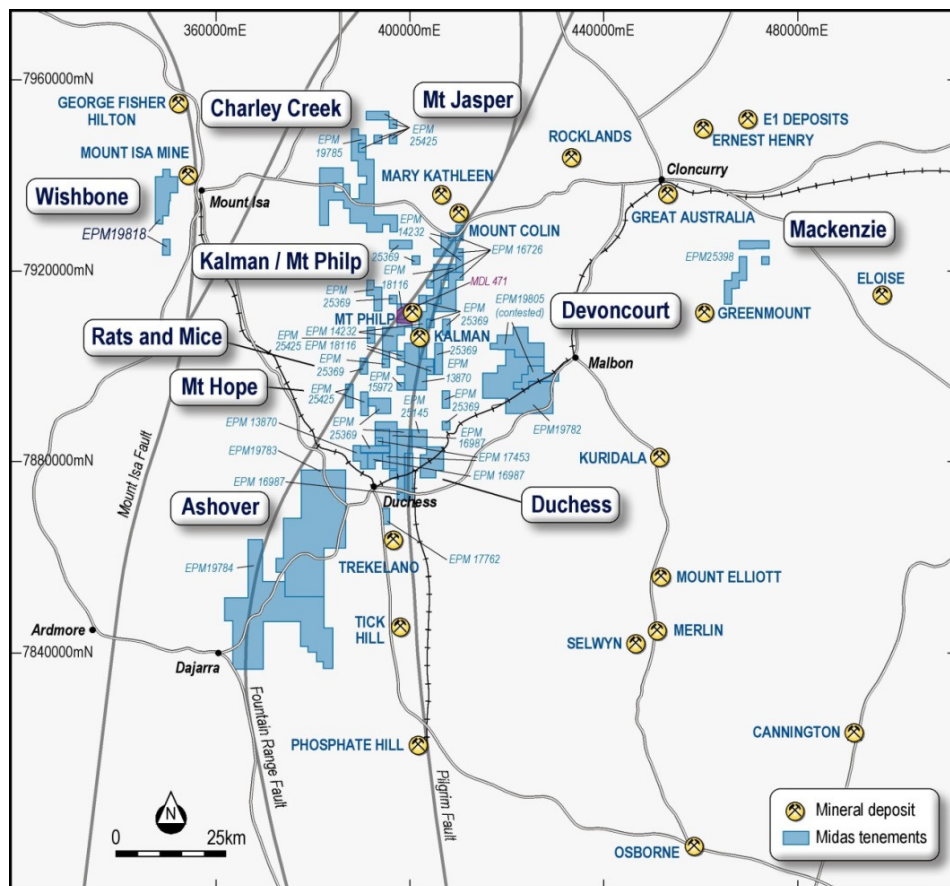 360000mE
400000mE
440000mE
480000mE
7960000mN
GEORGE FISHER
HILTON
Charley Creek
Mt Jasper
EPM
25425
EPM
19785
E1 DEPOSITS
ERNEST HENRY
ROCKLANDS
MOUNT ISA MINE
MARY KATHLEEN
Cloncurry
Wishbone
Mount Isa
GREAT AUSTRALIA
EPM
14232
MOUNT COLIN
Mackenzie
EPM19818
EPM
25369
EPM 16726
7920000mN
Kalman / Mt Philp
EPM
18116
MDL 471
EPM25398
ELOISE
EPM
25369
EPM19805
(contested)
Devoncourt
GREENMOUNT
MT PHILP
EPM
25369
Rats and Mice
EPM
25425
EPM 14232
EPM 18116
KALMAN
EPM
25369
Malbon
EPM
25369
EPM
15972
EPM
13870
Mt Hope
EPM
25425
EPM
25145
EPM
25369
EPM 13870
EPM
25369
EPM
16987
EPM19782
EPM19783
EPM 17453
KURIDALA
7880000mN
EPM 16987
EPM 16987
Mount Isa Fault
Ashover
Duchess
Duchess
EPM19784
TREKELANO
EPM 17762
MOUNT ELLIOTT
Ardmore
TICK
HILL
MERLIN
SELWYN
7840000mN
Dajarra
Fountain Range Fault
PHOSPHATE HILL
Pilgrim Fault
CANNINGTON
N
0 25km
Mineral deposit
Midas tenements
OSBORNE